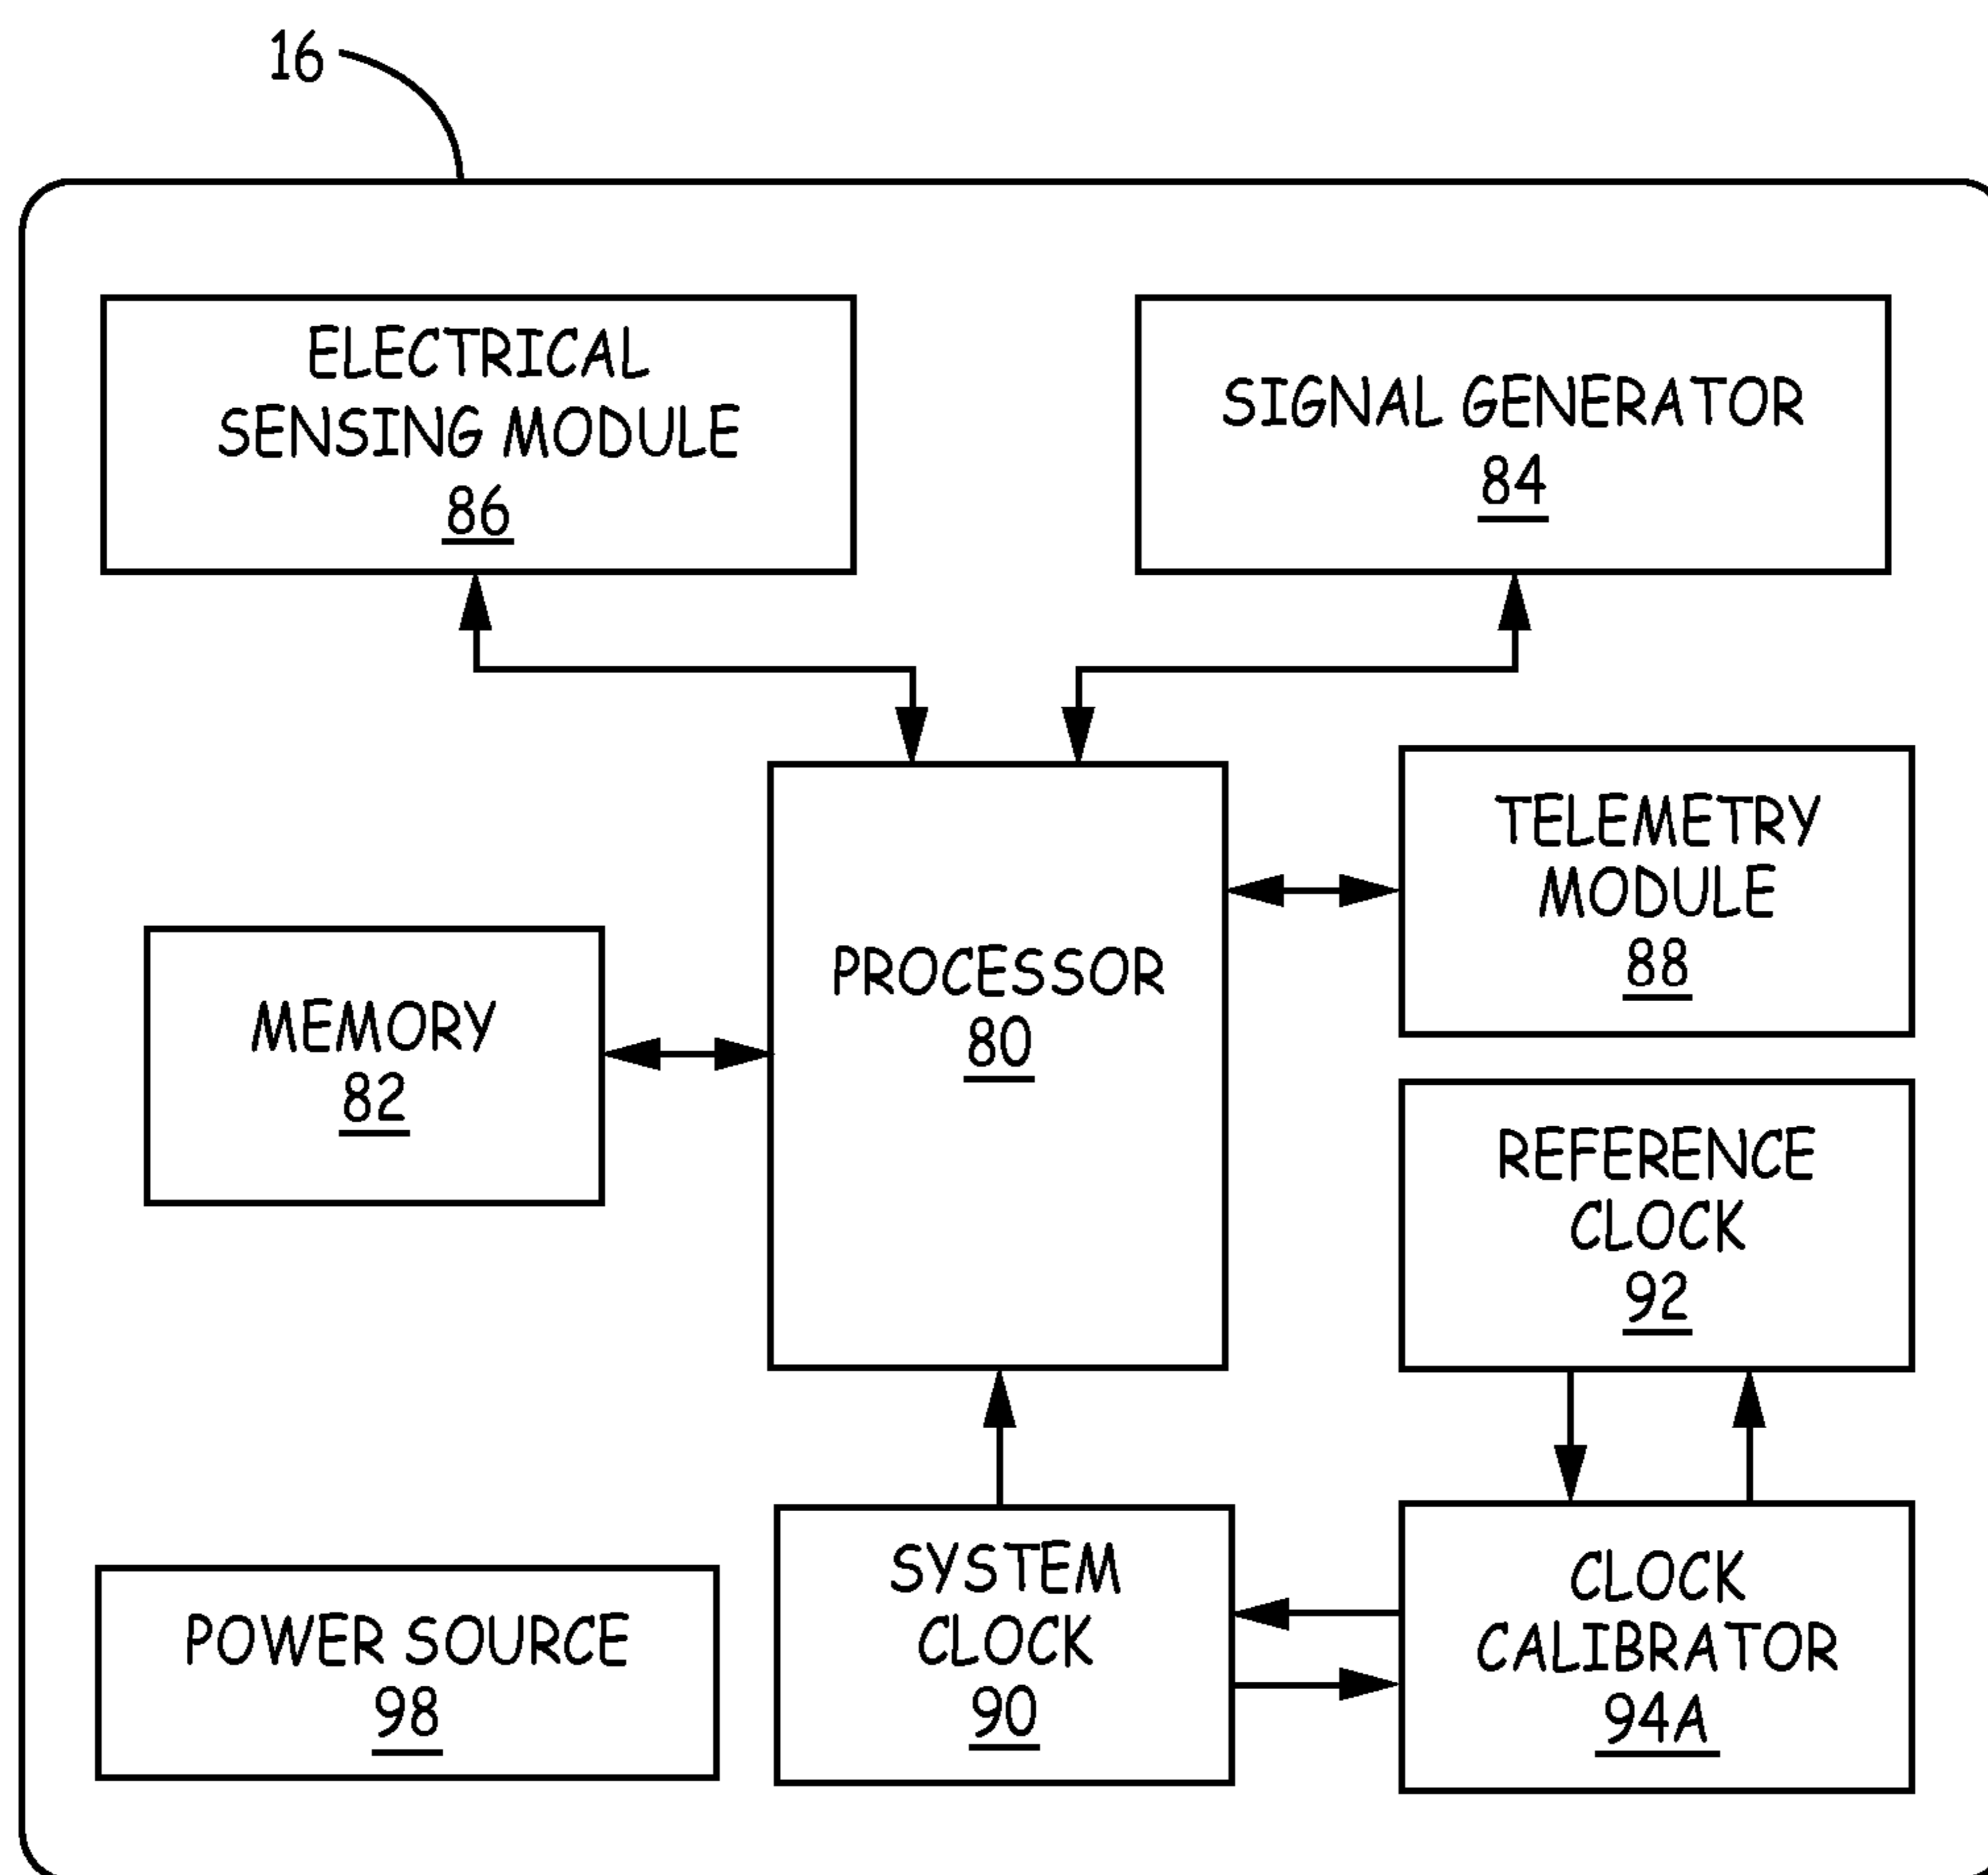 16
ELECTRICAL
SENSING MODULE
86
SIGNAL GENERATOR
84
TELEMETRY
MODULE
88
PROCESSOR
80
MEMORY
82
REFERENCE
CLOCK
92
SYSTEM
CLOCK
90
CLOCK
CALIBRATOR
94A
POWER SOURCE
98